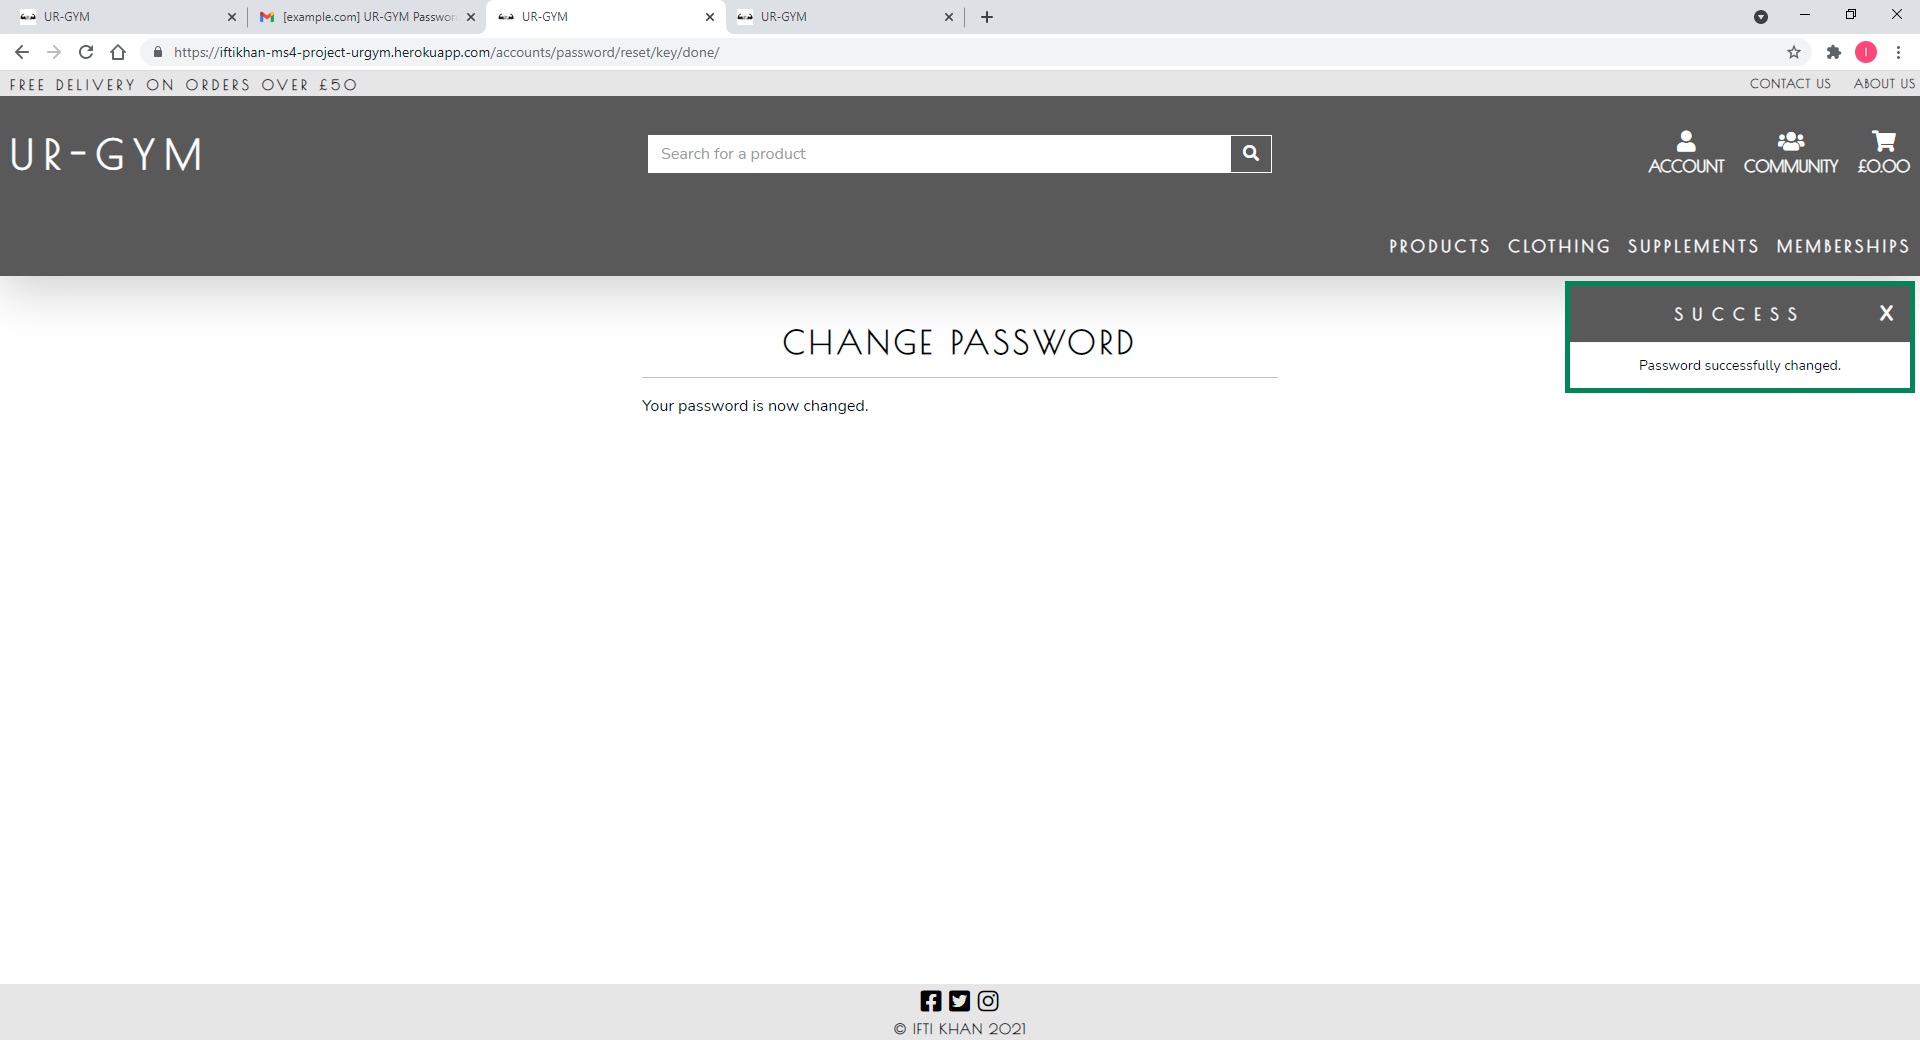 UR-GYM
[example.com] UR-GYM Passwor
UR-GYM
UR-GYM
https://iftikhan-ms4-project-urgym.herokuapp.com/accounts/password/reset/key/done/
I
FREE DELIVERY ON ORDERS OVER £50
CONTACT US
ABOUT US
UR-GYM
Search for a product
ACCOUNT
COMMUNITY
£0.00
PRODUCTS
CLOTHING
SUPPLEMENTS
MEMBERSHIPS
SUCCESS
X
Password successfully changed.
CHANGE PASSWORD
Your password is now changed.
© IFTI KHAN 2021